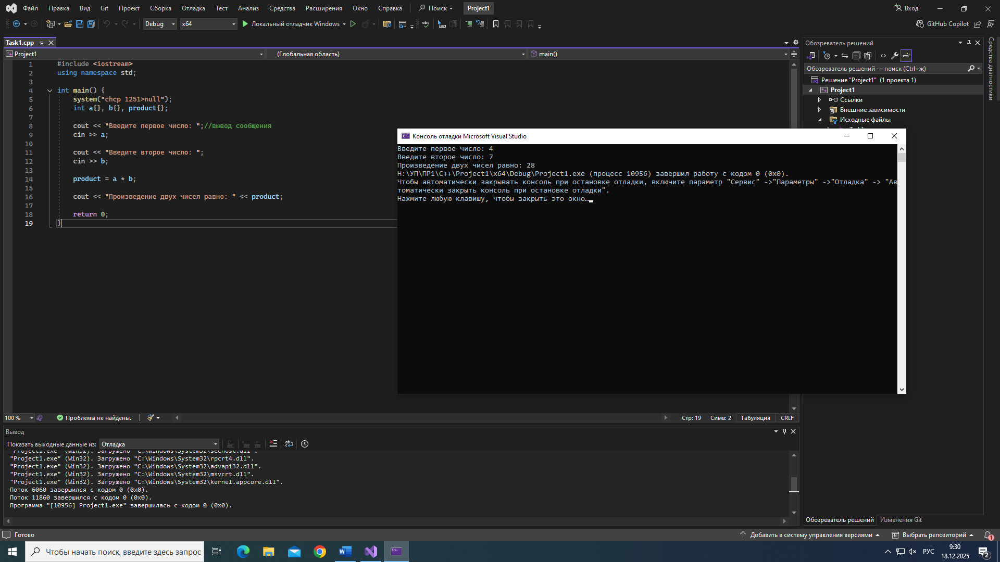 Файл Правка Вид Git Проект Сборка Отладка Тест Анализ Средства Расширения Окно Справка Поиск Project1 Вход
Debug x64 Локальный отладчик Windows GitHub Copilot
Task1.cpp
Project1 (Глобальная область) main()
1 #include <iostream>
2 using namespace std;
3
4 int main() {
5 system("chcp 1251>null");
6 int a{}, b{}, product{};
7
8 cout << "Введите первое число: ";//вывод сообщения
9 cin >> a;
10
11 cout << "Введите второе число: ";
12 cin >> b;
13
14 product = a * b;
15
16 cout << "Произведение двух чисел равно: " << product;
17
18 return 0;
19 }
Консоль отладки Microsoft Visual Studio
Введите первое число: 4
Введите второе число: 7
Произведение двух чисел равно: 28
H:\УП\ПР1\C++\Project1\x64\Debug\Project1.exe (процесс 10956) завершил работу с кодом 0 (0x0).
Чтобы автоматически закрывать консоль при остановке отладки, включите параметр "Сервис" ->"Параметры" ->"Отладка" -> "Ав
томатически закрыть консоль при остановке отладки".
Нажмите любую клавишу, чтобы закрыть это окно…
Обозреватель решений
Обозреватель решений — поиск (Ctrl+ж)
Решение "Project1" (1 проекта 1)
Project1
Ссылки
Внешние зависимости
Исходные файлы
Средства диагностики
100 % Проблемы не найдены. Стр: 19 Симв: 2 Табуляция CRLF
Вывод
Показать выходные данные из: Отладка
"Project1.exe" (Win32). Загружено "C:\Windows\System32\sechost.dll".
"Project1.exe" (Win32). Загружено "C:\Windows\System32\rpcrt4.dll".
"Project1.exe" (Win32). Загружено "C:\Windows\System32\advapi32.dll".
"Project1.exe" (Win32). Загружено "C:\Windows\System32\msvcrt.dll".
"Project1.exe" (Win32). Загружено "C:\Windows\System32\kernel.appcore.dll".
Поток 6060 завершился с кодом 0 (0x0).
Поток 11860 завершился с кодом 0 (0x0).
Программа "[10956] Project1.exe" завершилась с кодом 0 (0x0).
Обозреватель решений Изменения Git
Готово Добавить в систему управления версиями Выбрать репозиторий 1
Чтобы начать поиск, введите здесь запрос РУС 9:30
18.12.2025 2